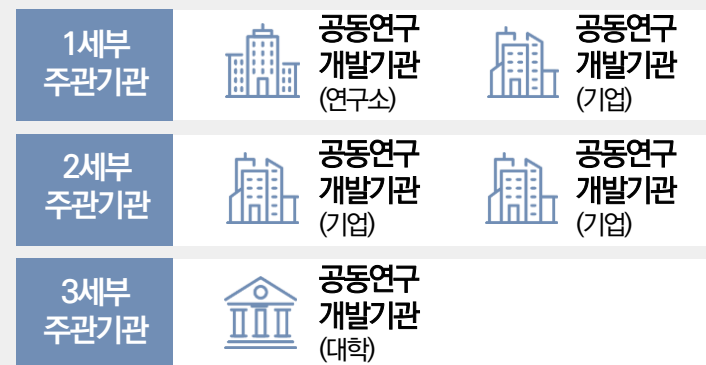 1세부
주관기관
공동연구
개발기관
(연구소)
공동연구
개발기관
(기업)
2세부
주관기관
공동연구
개발기관
(기업)
공동연구
개발기관
(기업)
3세부
주관기관
공동연구
개발기관
(대학)